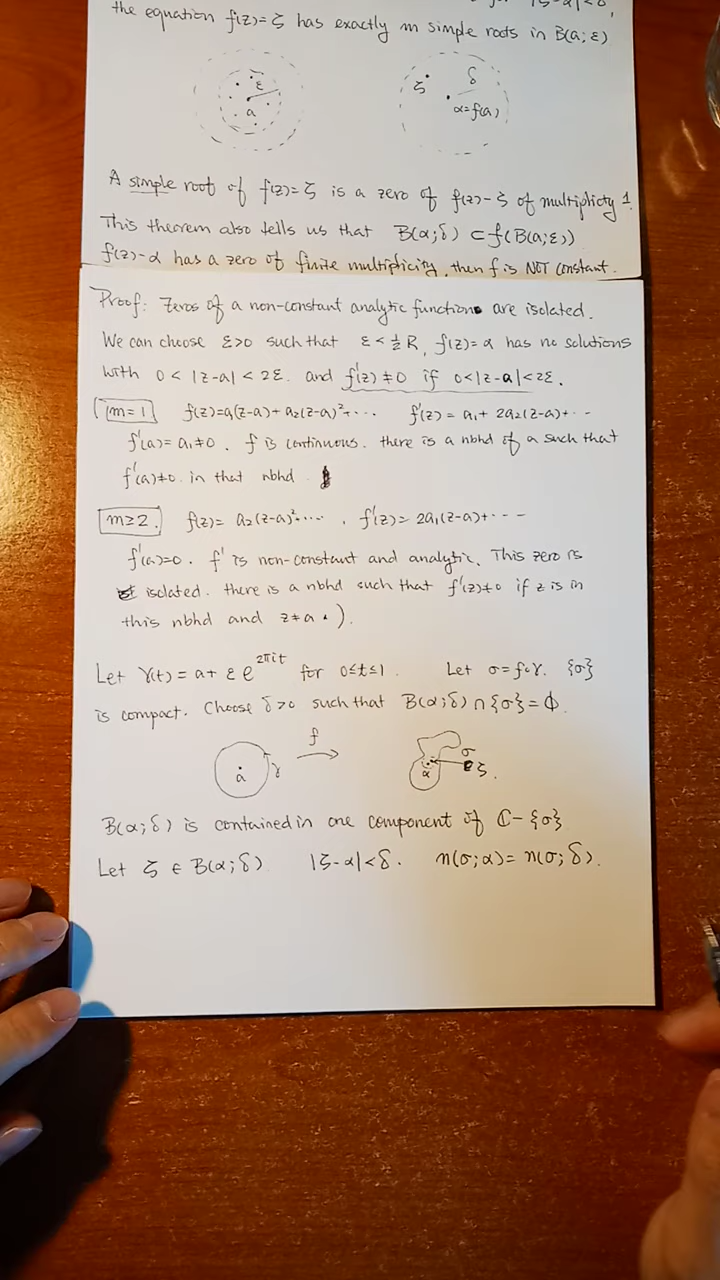 |ζ-α|<δ,
the equation f(z)=ζ has exactly m simple roots in B(a;ε)
ε
a
ζ
δ
α=f(a)
A simple root of f(z)=ζ is a zero of f(z)-ζ of multiplicty 1.
This theorem also tells us that B(α;δ) ⊂ f(B(a;ε))
f(z)-α has a zero of finite multiplicity, then f is NOT constant.
Proof: Zeros of a non-constant analytic function are isolated.
We can choose ε>0 such that ε < ½R, f(z)=α has no solutions
with 0 < |z-a| < 2ε. and f'(z)≠0 if 0<|z-a|<2ε.
( m=1 f(z)=a₁(z-a)+a₂(z-a)²+··· f'(z)= a₁+ 2a₂(z-a)+···
f'(a)=a₁≠0. f is continuous. there is a nbhd of a such that
f'(a)≠0 in that nbhd
m≥2. f(z)= a₂(z-a)²····, f'(z)= 2a₁(z-a)+···
f'(a)=0. f' is non-constant and analytic. This zero is
isolated. there is a nbhd such that f'(z)≠0 if z is in
this nbhd and z≠a.).
Let γ(t)= a+ εe^{2πit} for 0≤t≤1. Let σ=f∘γ. {σ}
is compact. Choose δ>0 such that B(α;δ)∩{σ}=Φ.
a
γ
f
α
σ
ζ.
B(α;δ) is contained in one component of ℂ-{σ}
Let ζ ∈ B(α;δ) |ζ-α|<δ. n(σ;α)= n(σ;δ).